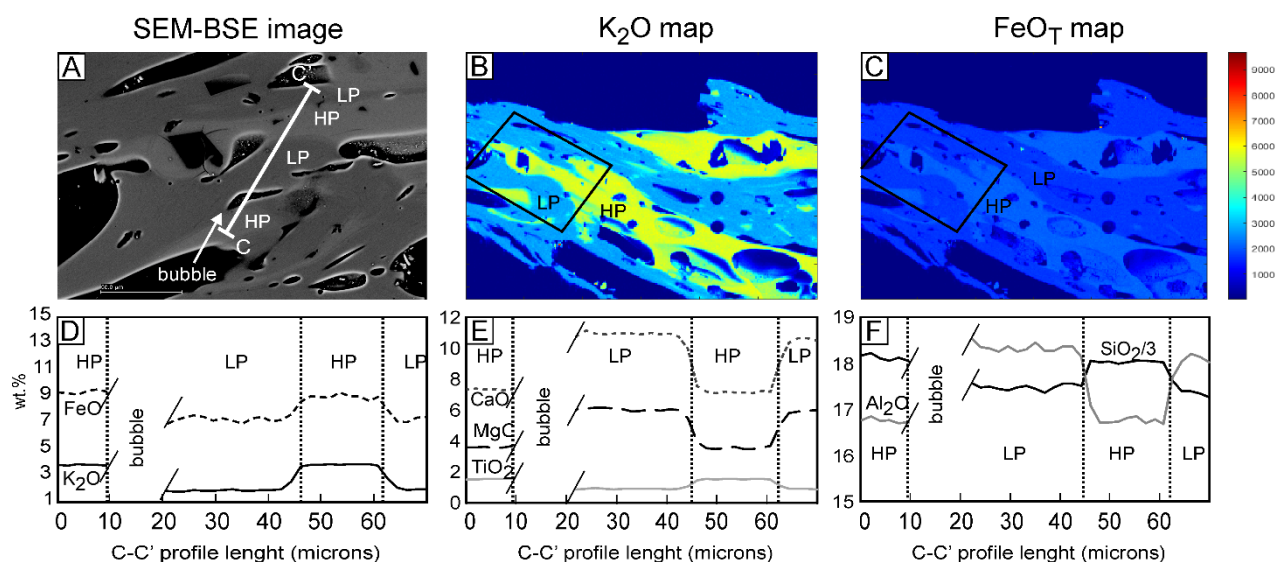 SEM-BSE image
K2O map
FeOT map
A
C'
LP
HP
LP
HP
C
bubble
B
LP
HP
C
LP
HP
9000
8000
7000
6000
5000
4000
3000
2000
1000
D
15
13
11
9
7
5
3
1
wt.%
HP
LP
HP
LP
FeO
K2O
bubble
0 10 20 30 40 50 60
C-C' profile lenght (microns)
E
12
10
8
6
4
2
0
HP
LP
HP
LP
CaO
MgO
TiO2
bubble
0 10 20 30 40 50 60
C-C' profile lenght (microns)
F
19
18
17
16
15
SiO2/3
Al2O
bubble
HP
LP
HP
LP
0 10 20 30 40 50 60
C-C' profile lenght (microns)